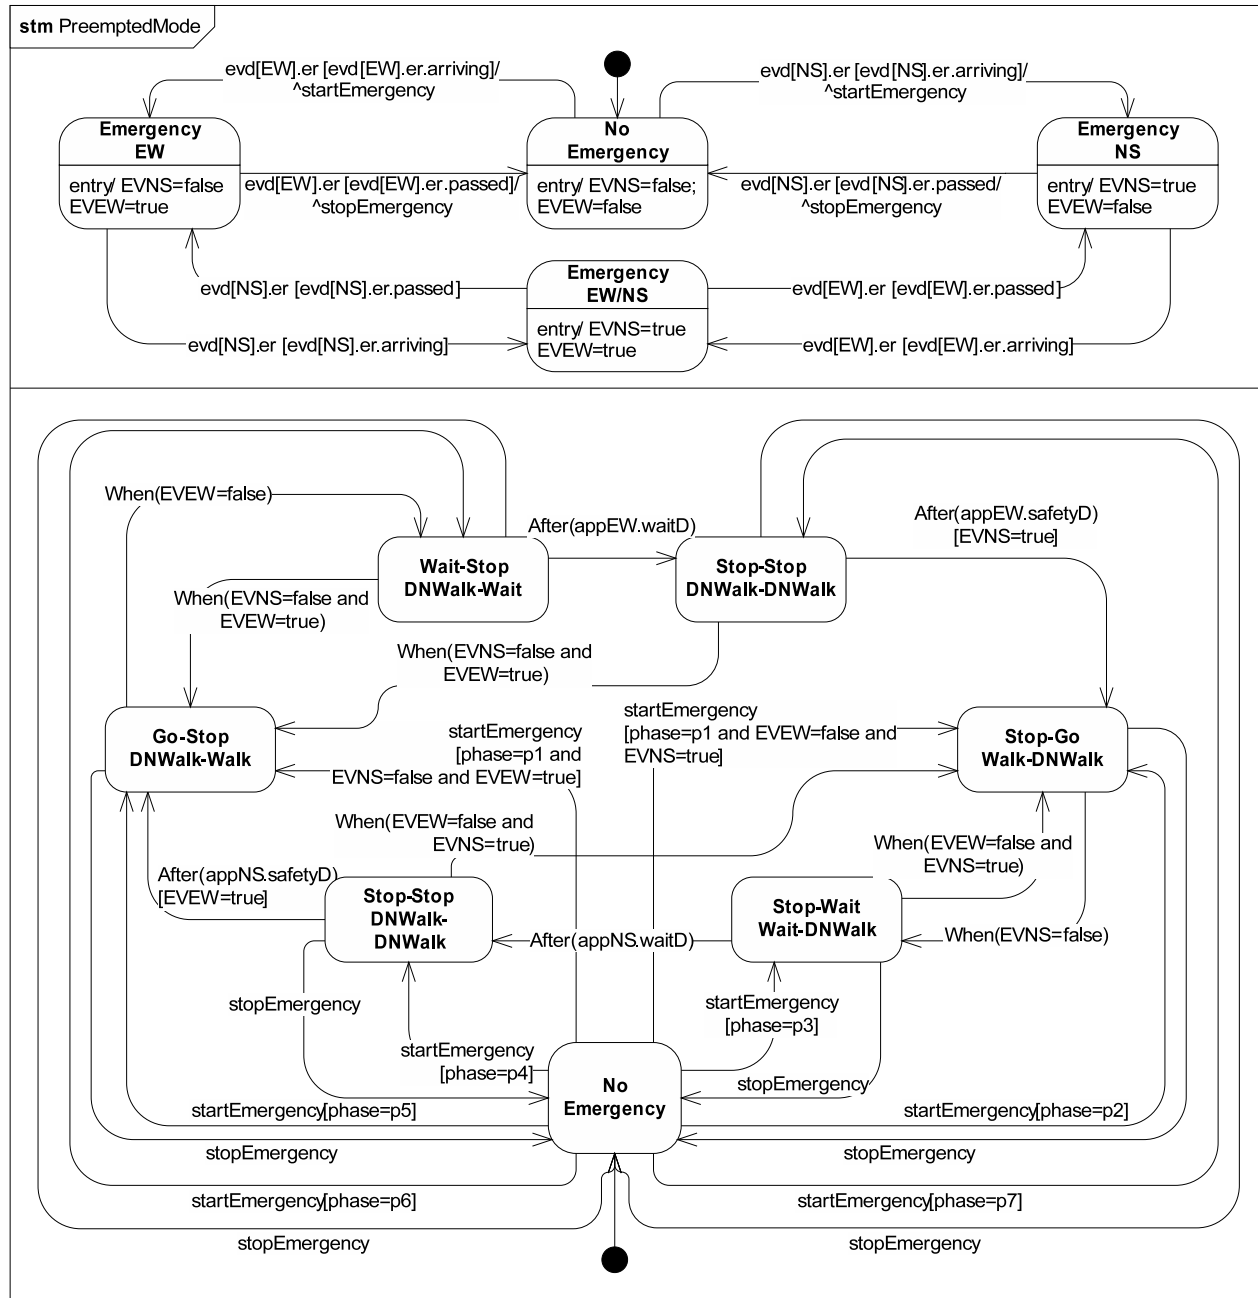 stm PreemptedMode
evd[EW].er [evd[EW].er.arriving]/
^startEmergency
evd[NS].er [evd[NS].er.arriving]/
^startEmergency
Emergency
EW
entry/ EVNS=false
EVEW=true
No
Emergency
entry/ EVNS=false;
EVEW=false
Emergency
NS
entry/ EVNS=true
EVEW=false
evd[EW].er [evd[EW].er.passed]/
^stopEmergency
evd[NS].er [evd[NS].er.passed/
^stopEmergency
Emergency
EW/NS
entry/ EVNS=true
EVEW=true
evd[NS].er [evd[NS].er.passed]
evd[EW].er [evd[EW].er.passed]
evd[NS].er [evd[NS].er.arriving]
evd[EW].er [evd[EW].er.arriving]
When(EVEW=false)
After(appEW.waitD)
After(appEW.safetyD)
[EVNS=true]
Wait-Stop
DNWalk-Wait
Stop-Stop
DNWalk-DNWalk
When(EVNS=false and
EVEW=true)
When(EVNS=false and
EVEW=true)
Go-Stop
DNWalk-Walk
startEmergency
[phase=p1 and
EVNS=false and EVEW=true]
startEmergency
[phase=p1 and EVEW=false and
EVNS=true]
Stop-Go
Walk-DNWalk
When(EVEW=false and
EVNS=true)
When(EVEW=false and
EVNS=true)
After(appNS.safetyD)
[EVEW=true]
Stop-Stop
DNWalk-
DNWalk
Stop-Wait
Wait-DNWalk
After(appNS.waitD)
When(EVNS=false)
stopEmergency
startEmergency
[phase=p3]
startEmergency
[phase=p4]
No
Emergency
stopEmergency
startEmergency[phase=p5]
startEmergency[phase=p2]
stopEmergency
stopEmergency
startEmergency[phase=p6]
startEmergency[phase=p7]
stopEmergency
stopEmergency